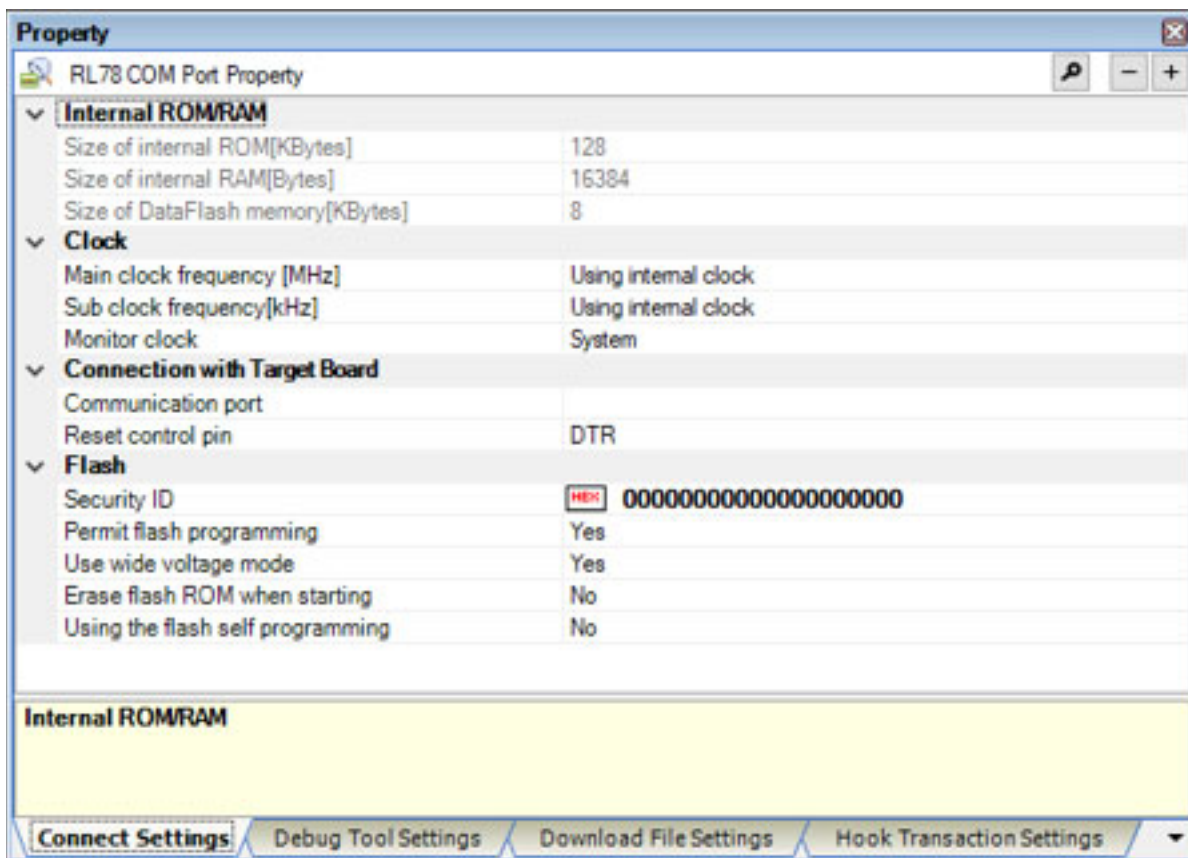 Property
RL78 COM Port Property
Internal ROM/RAM
Size of internal ROM[KBytes] 128
Size of internal RAM[Bytes] 16384
Size of DataFlash memory[KBytes] 8
Clock
Main clock frequency [MHz] Using internal clock
Sub clock frequency[kHz] Using internal clock
Monitor clock System
Connection with Target Board
Communication port
Reset control pin DTR
Flash
Security ID HEX 00000000000000000000
Permit flash programming Yes
Use wide voltage mode Yes
Erase flash ROM when starting No
Using the flash self programming No
Internal ROM/RAM
Connect Settings Debug Tool Settings Download File Settings Hook Transaction Settings